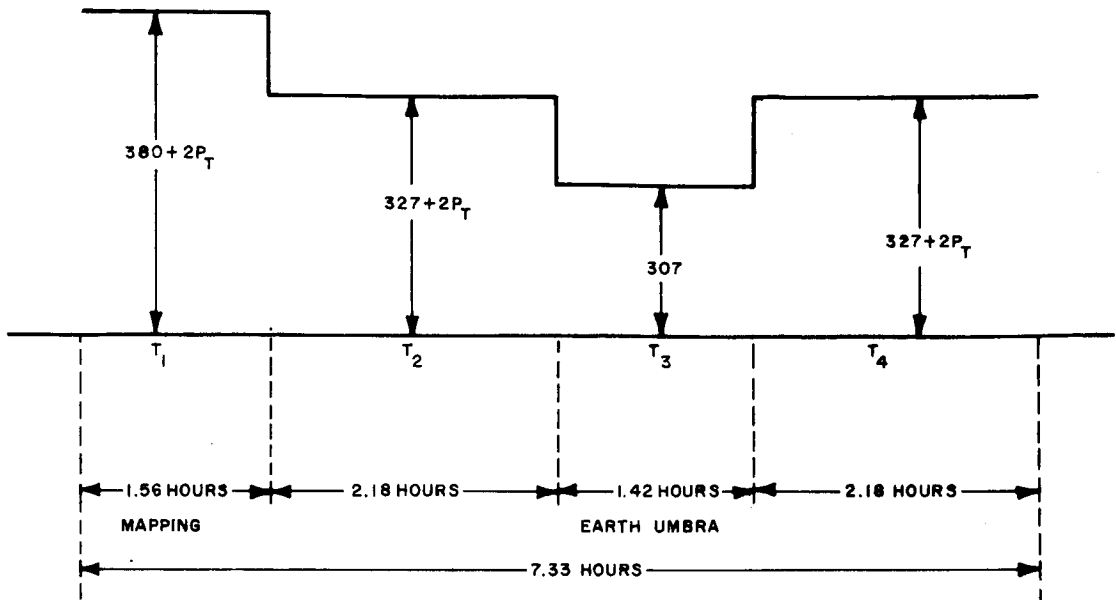 380+2P_T
327+2P_T
307
327+2P_T
T_1
T_2
T_3
T_4
1.56 HOURS
2.18 HOURS
1.42 HOURS
2.18 HOURS
MAPPING
EARTH UMBRA
7.33 HOURS